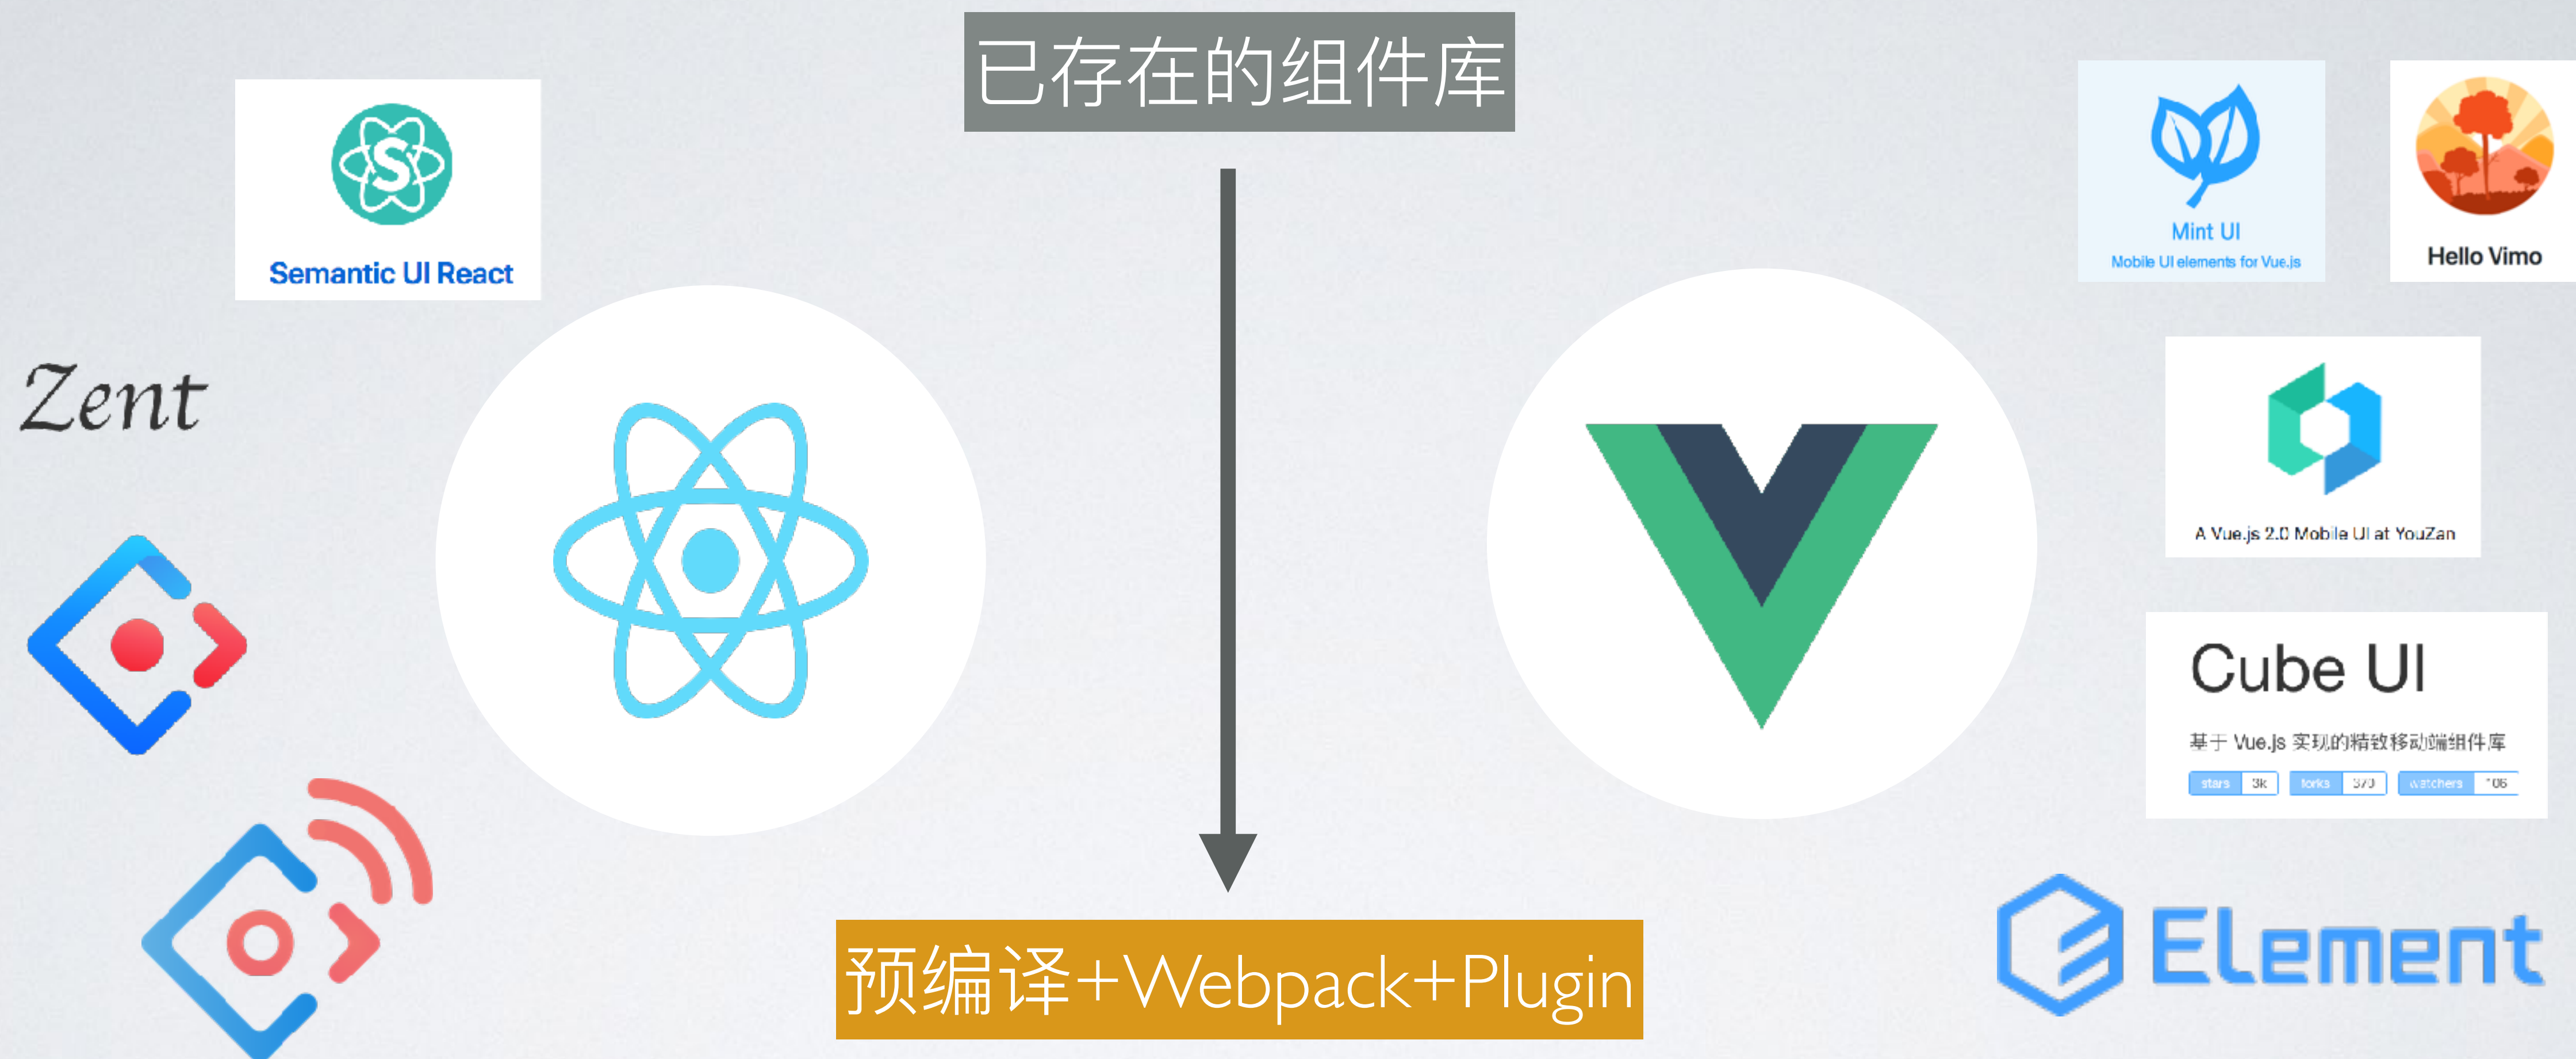 已存在的组件库
Semantic UI React
Zent
Mint UI
Mobile UI elements for Vue.js
Hello Vimo
A Vue.js 2.0 Mobile UI at YouZan
Cube UI
基于 Vue.js 实现的精致移动端组件库
stars 3k forks 370 watchers 106
Element
预编译+Webpack+Plugin